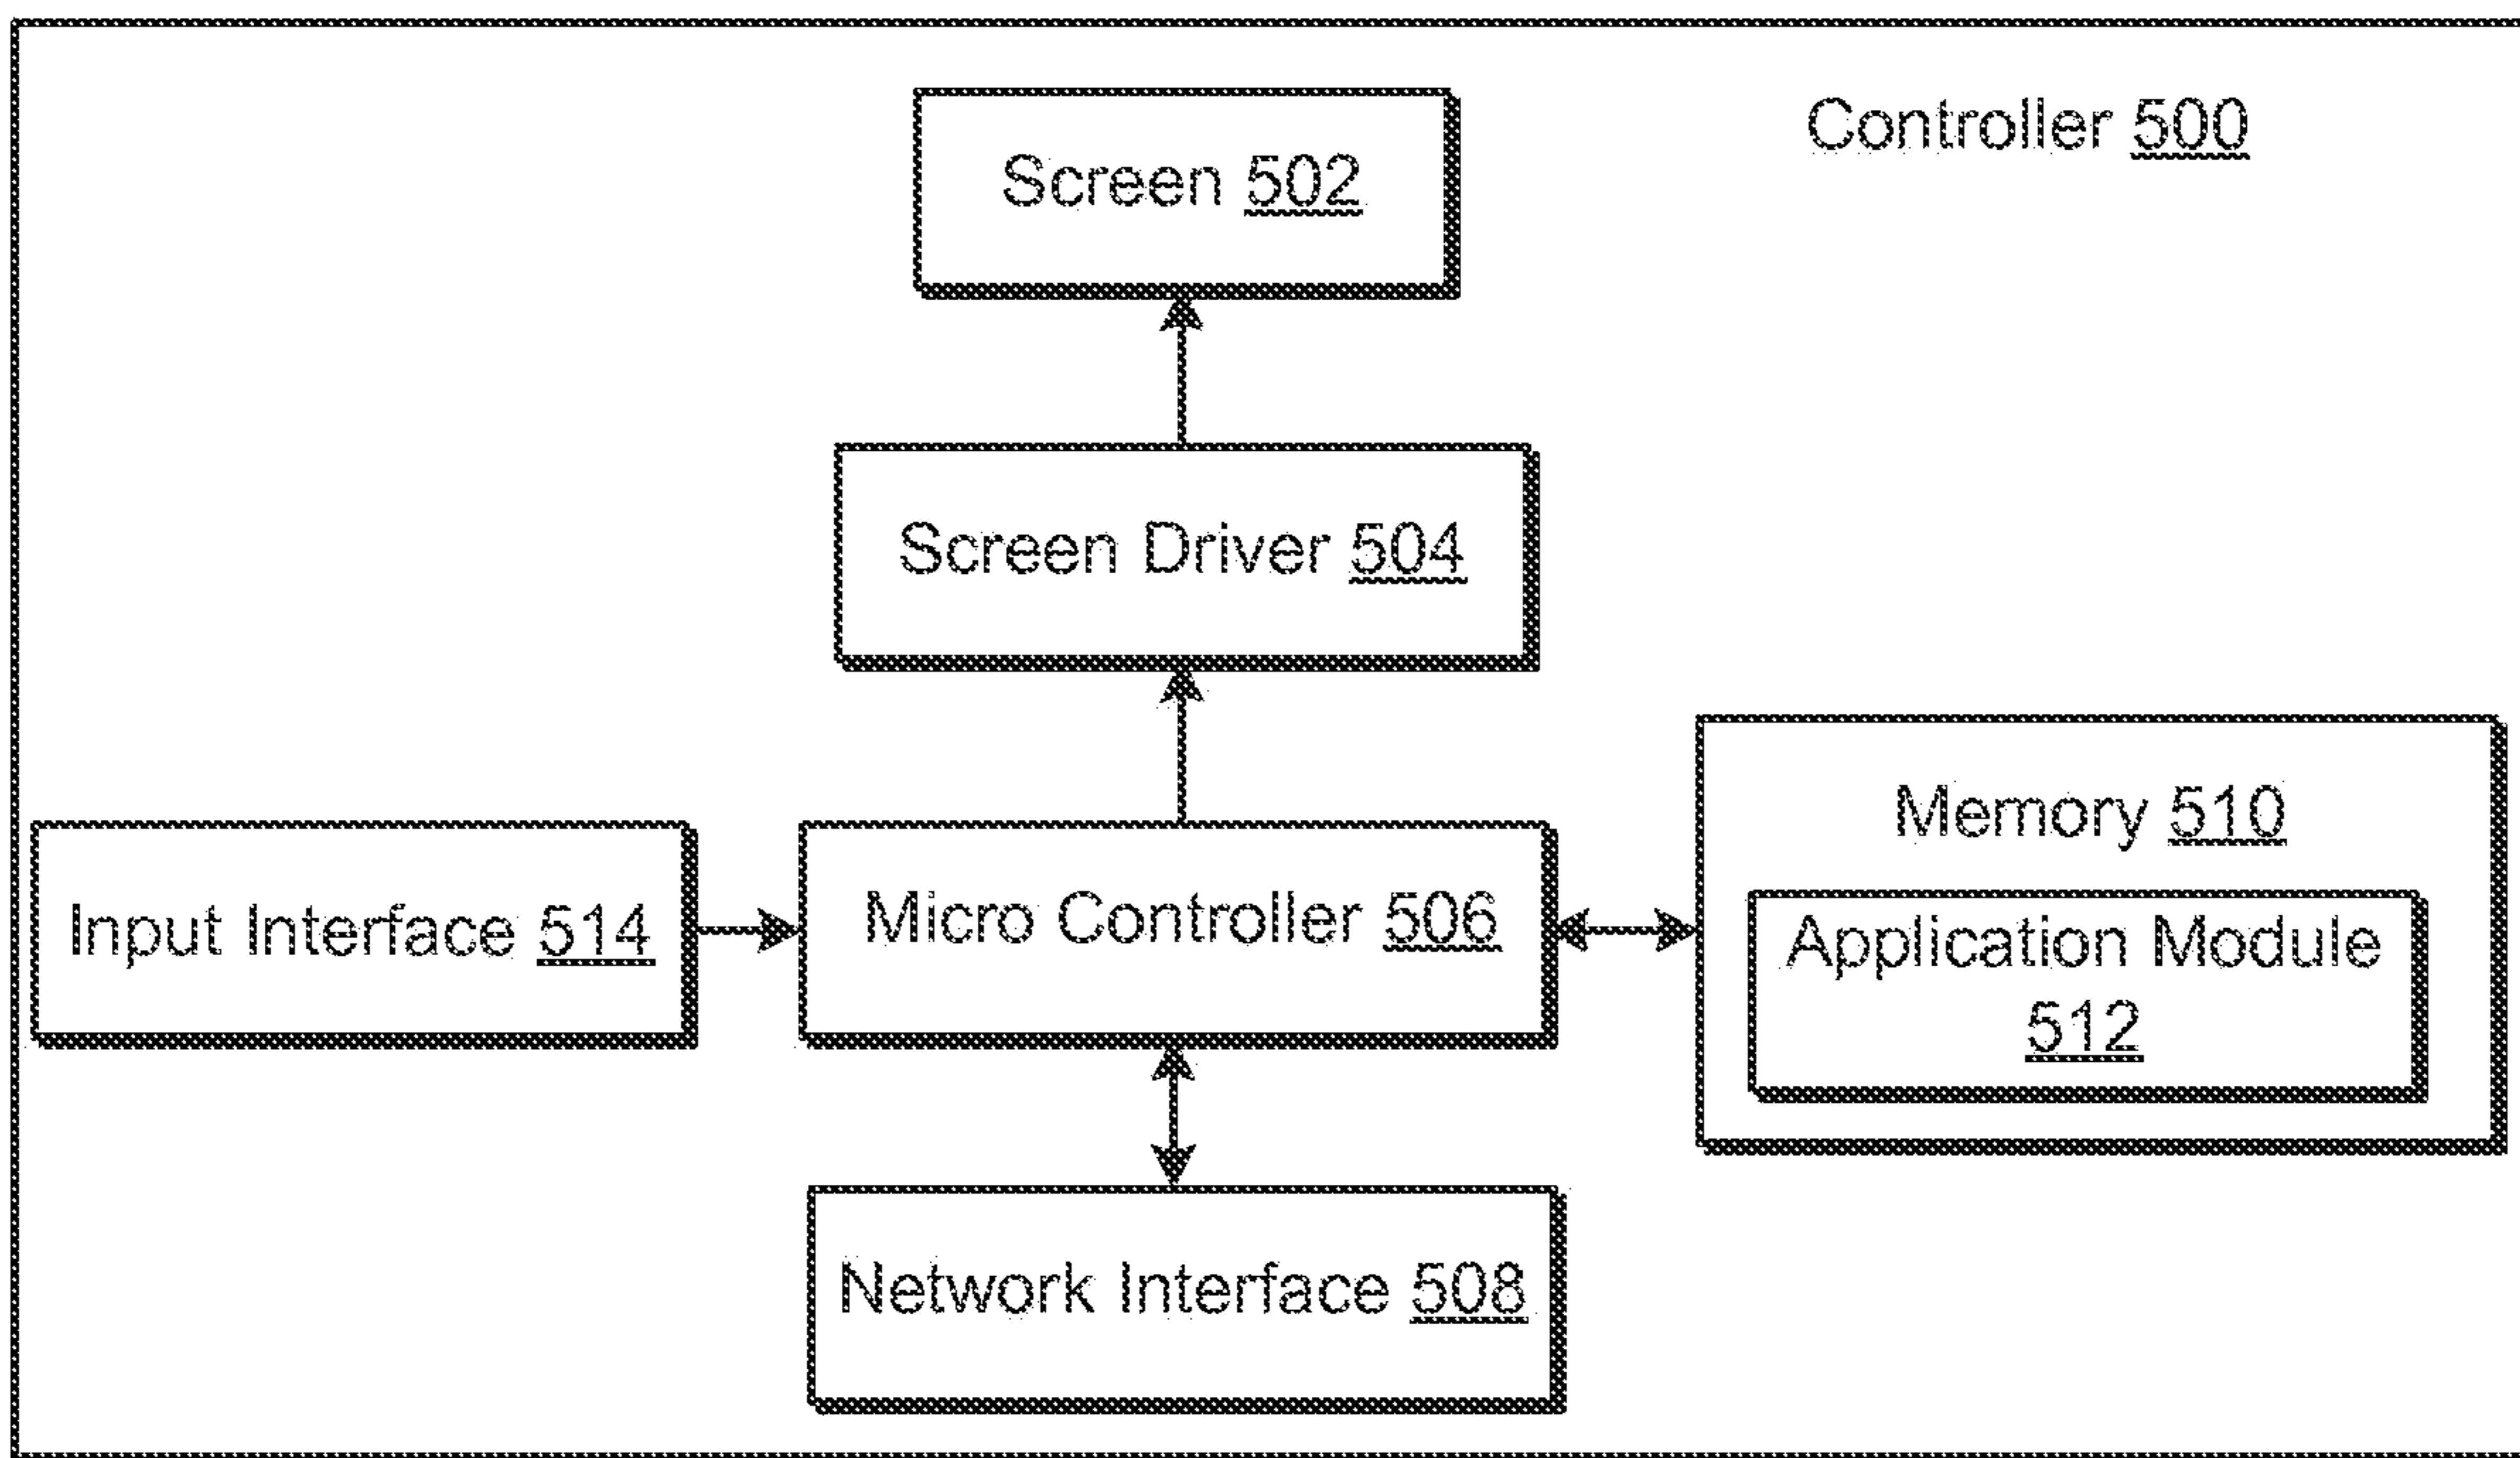 Controller 500
Screen 502
Screen Driver 504
Memory 510
Input Interface 514
Micro Controller 506
Application Module
512
Network Interface 508